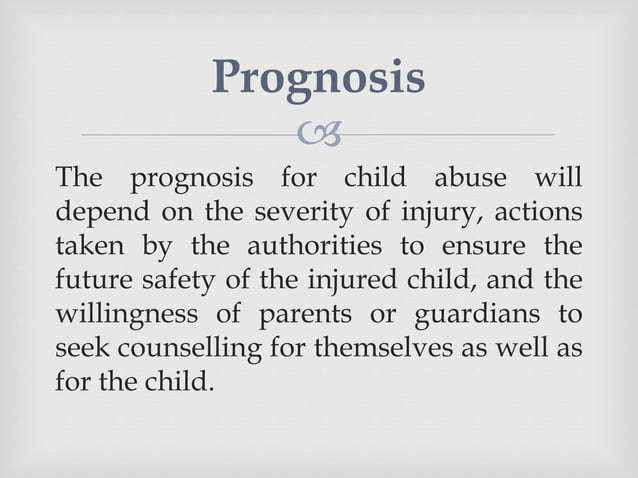 Prognosis
The prognosis for child abuse will
depend on the severity of injury, actions
taken by the authorities to ensure the
future safety of the injured child, and the
willingness of parents or guardians to
seek counselling for themselves as well as
for the child.